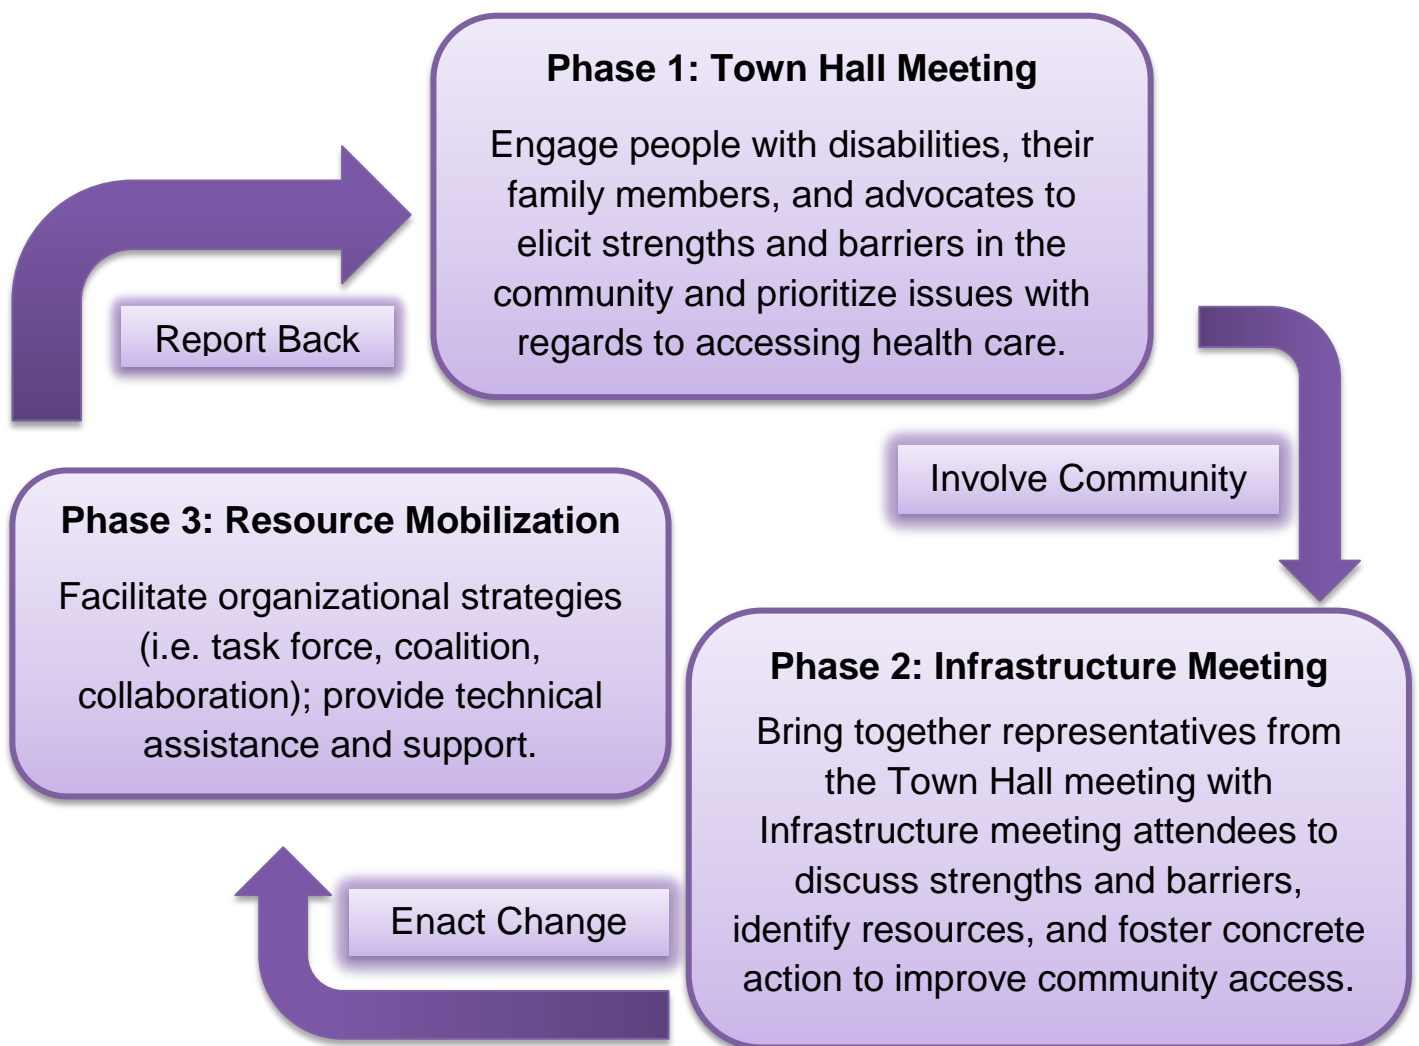 Phase 1: Town Hall Meeting
Engage people with disabilities, their
family members, and advocates to
elicit strengths and barriers in the
community and prioritize issues with
regards to accessing health care.
Report Back
Involve Community
Phase 3: Resource Mobilization
Facilitate organizational strategies
(i.e. task force, coalition,
collaboration); provide technical
assistance and support.
Phase 2: Infrastructure Meeting
Bring together representatives from
the Town Hall meeting with
Infrastructure meeting attendees to
discuss strengths and barriers,
identify resources, and foster concrete
action to improve community access.
Enact Change